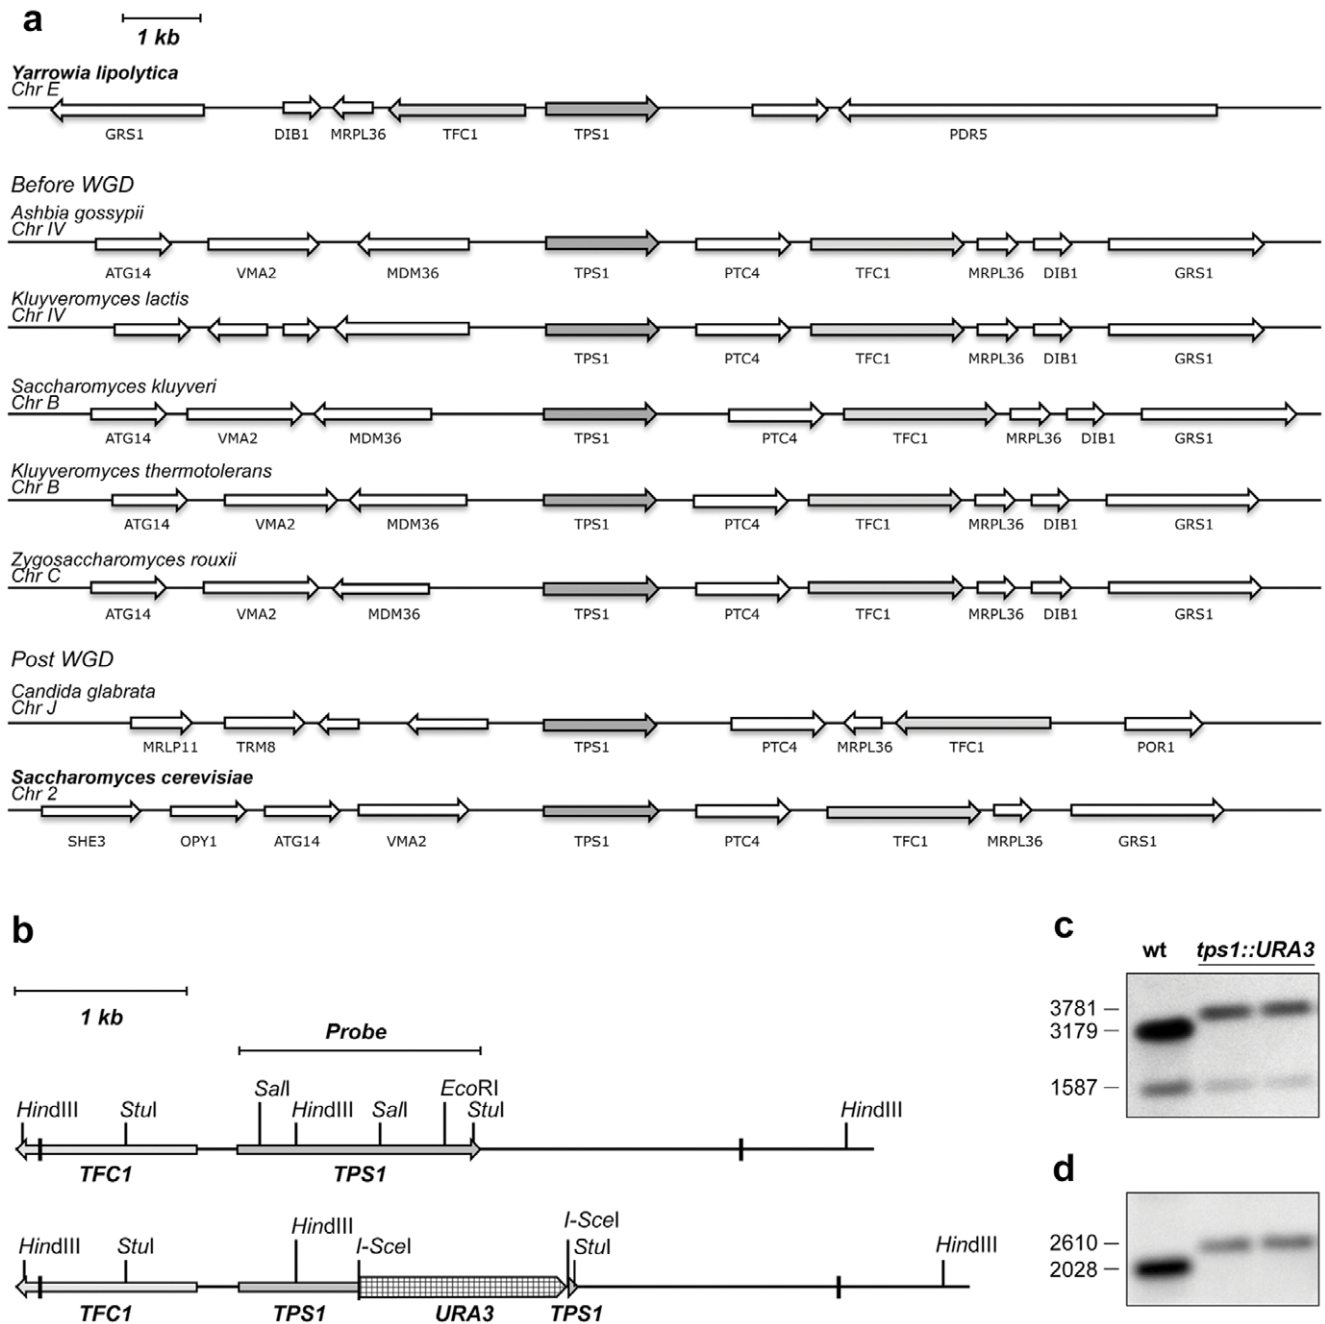 a
1 kb
Yarrowia lipolytica
Chr E
GRS1 DIB1 MRPL36 TFC1 TPS1 PDR5
Before WGD
Ashbia gossypii
Chr IV
ATG14 VMA2 MDM36 TPS1 PTC4 TFC1 MRPL36 DIB1 GRS1
Kluyveromyces lactis
Chr IV
TPS1 PTC4 TFC1 MRPL36 DIB1 GRS1
Saccharomyces kluyveri
Chr B
ATG14 VMA2 MDM36 TPS1 PTC4 TFC1 MRPL36 DIB1 GRS1
Kluyveromyces thermotolerans
Chr B
ATG14 VMA2 MDM36 TPS1 PTC4 TFC1 MRPL36 DIB1 GRS1
Zygosaccharomyces rouxii
Chr C
ATG14 VMA2 MDM36 TPS1 PTC4 TFC1 MRPL36 DIB1 GRS1
Post WGD
Candida glabrata
Chr J
MRLP11 TRM8 TPS1 PTC4 MRPL36 TFC1 POR1
Saccharomyces cerevisiae
Chr 2
SHE3 OPY1 ATG14 VMA2 TPS1 PTC4 TFC1 MRPL36 GRS1
b
1 kb
Probe
SalI EcoRI
HindIII StuI HindIII SalI StuI HindIII
TFC1 TPS1
I-SceI
HindIII StuI HindIII I-SceI StuI HindIII
TFC1 TPS1 URA3 TPS1
c
wt tps1::URA3
3781
3179
1587
d
2610
2028